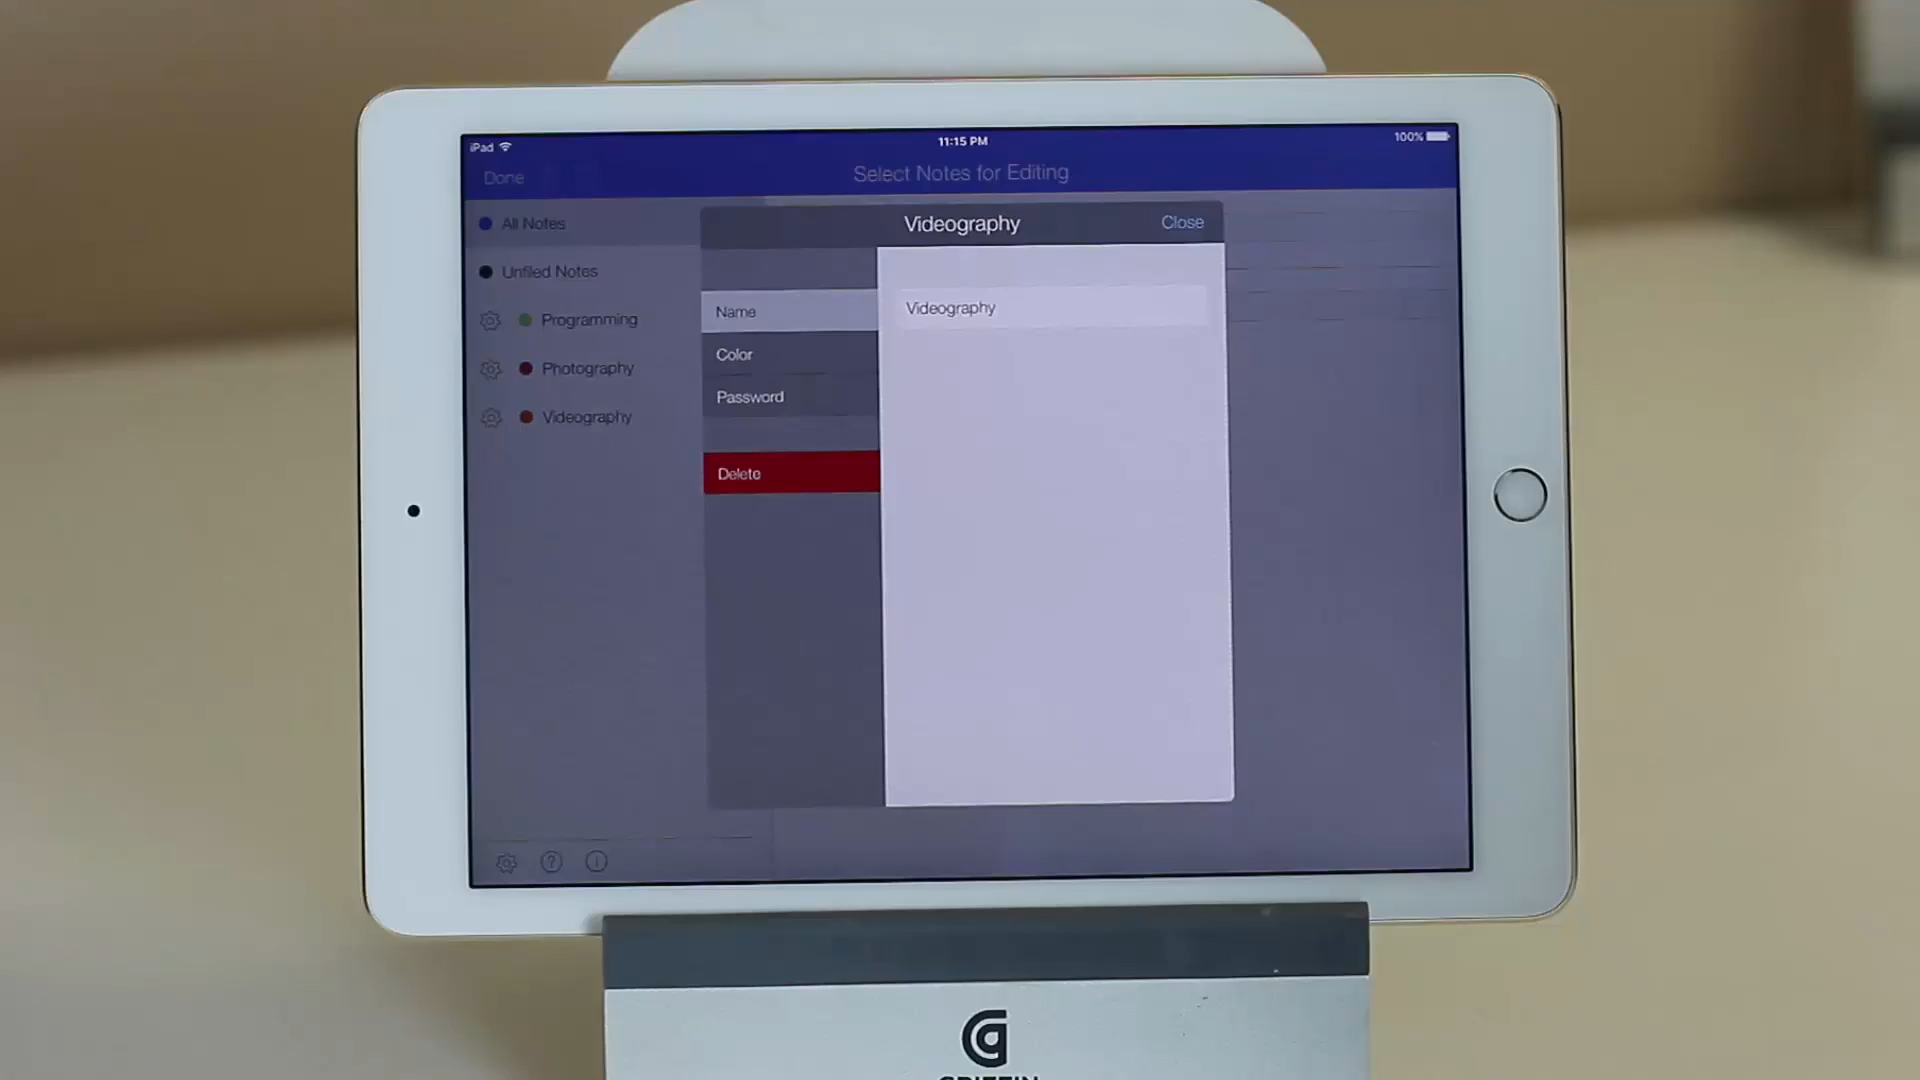 iPad
11:15 PM
100%
Done
Select Notes for Editing
All Notes
Unfiled Notes
Programming
Photography
Videography
Videography
Close
Name
Color
Password
Delete
Videography
?
i
GRIFFIN